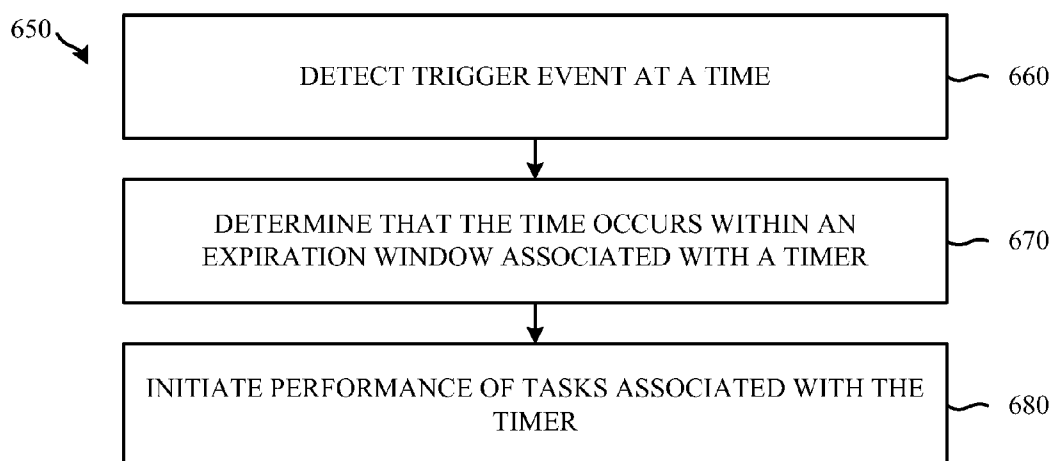 650
DETECT TRIGGER EVENT AT A TIME
660
DETERMINE THAT THE TIME OCCURS WITHIN AN
EXPIRATION WINDOW ASSOCIATED WITH A TIMER
670
INITIATE PERFORMANCE OF TASKS ASSOCIATED WITH THE
TIMER
680